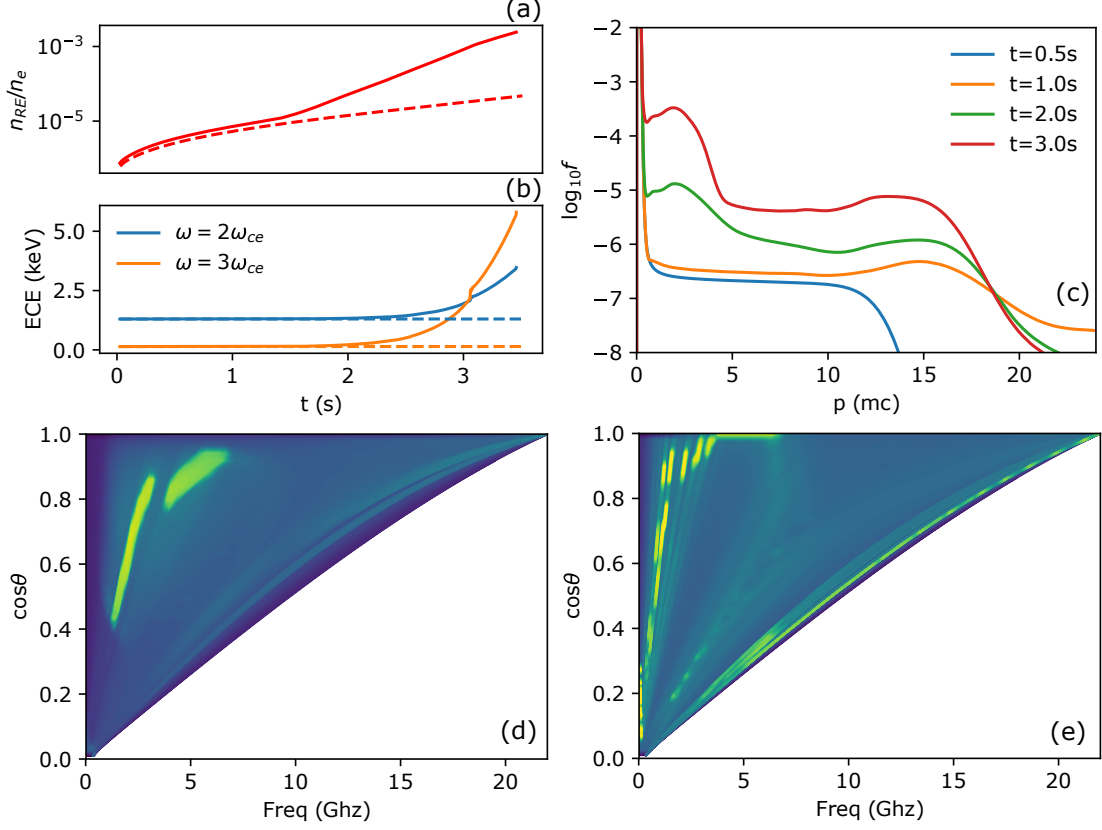 (a)
n_RE/n_e
10⁻³
10⁻⁵
(b)
ECE (keV)
5.0
2.5
0.0
ω = 2ω_ce
ω = 3ω_ce
0 1 2 3
t (s)
log₁₀f
−2
−3
−4
−5
−6
−7
−8
t=0.5s
t=1.0s
t=2.0s
t=3.0s
(c)
0 5 10 15 20
p (mc)
cosθ
1.0
0.8
0.6
0.4
0.2
0.0
(d)
0 5 10 15 20
Freq (Ghz)
cosθ
1.0
0.8
0.6
0.4
0.2
0.0
(e)
0 5 10 15 20
Freq (Ghz)